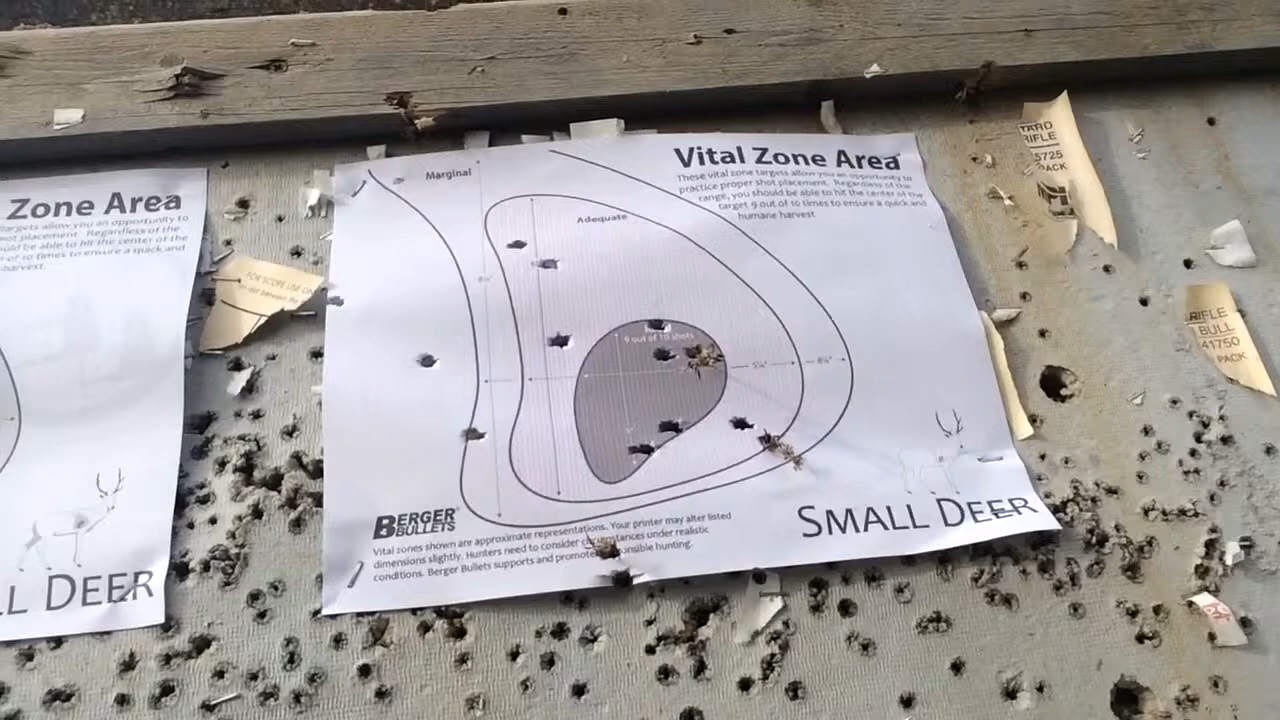 Zone Area
targets allow you an opportunity to
shot placement. Regardless of the
should be able to hit the center of the
out-of-10 times to ensure a quick and
harvest.
LL DEER
FOR SCOPE USE
Marginal
Vital Zone Area
These vital zone targets allow you an opportunity to
practice proper shot placement. Regardless of the
range, you should be able to hit the center of the
target 9 out of 10 times to ensure a quick and
humane harvest
Adequate
9 out of 10 shots
BERGER
BULLETS
Vital zones shown are approximate representations. Your printer may alter listed
dimensions slightly. Hunters need to consider circumstances under realistic
conditions. Berger Bullets supports and promotes responsible hunting.
SMALL DEER
TARD
RIFLE
5725
PACK
RIFLE
BULL
41750
PACK